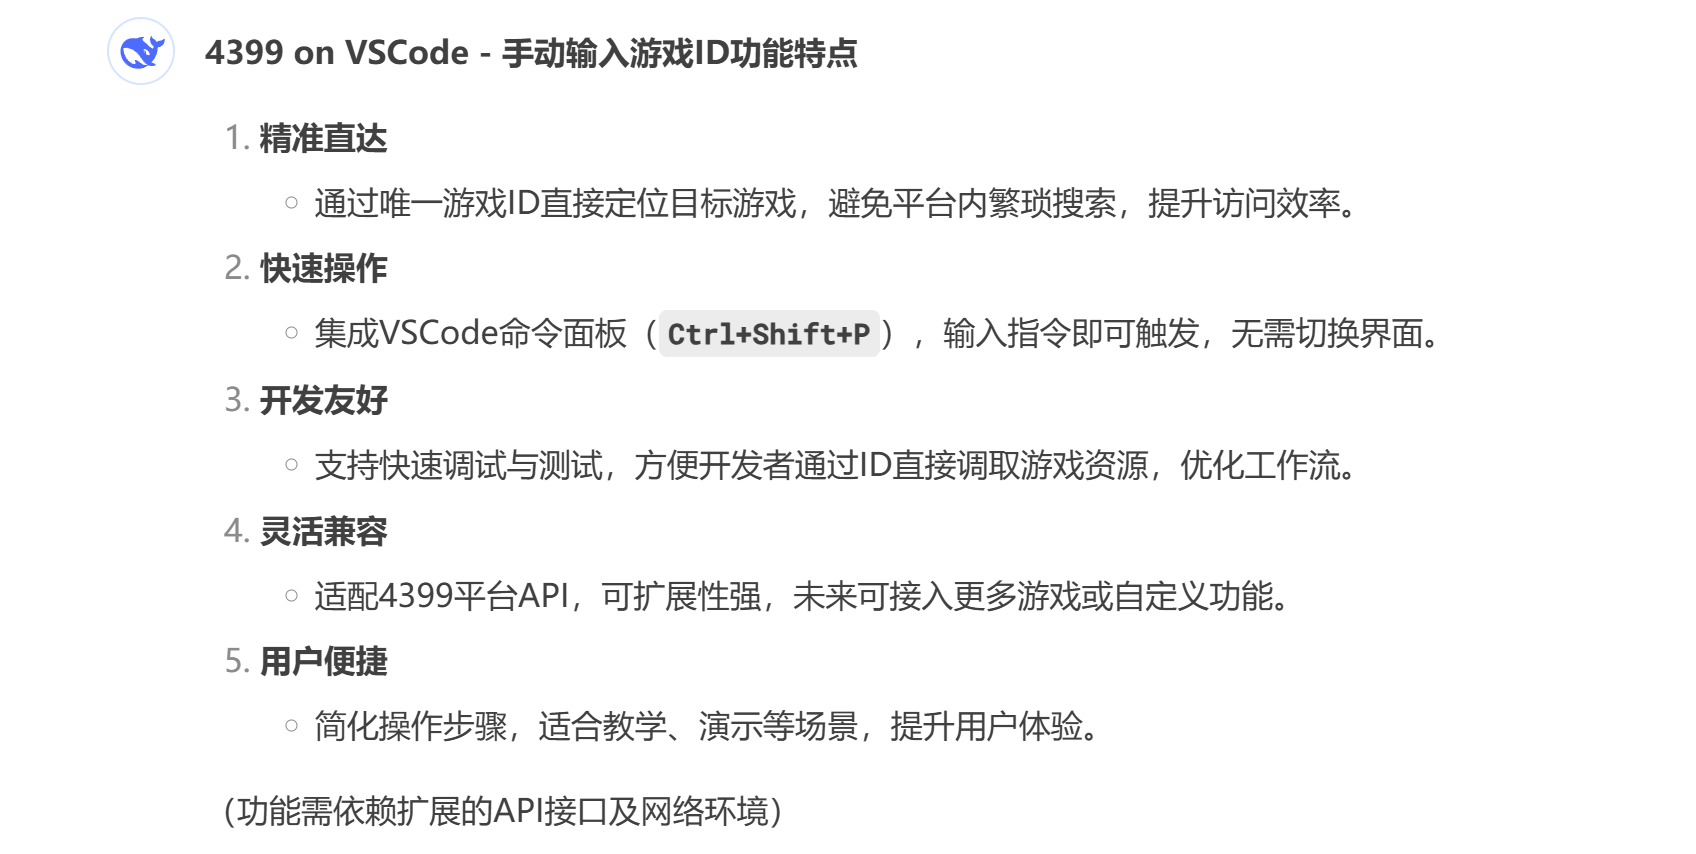 4399 on VSCode - 手动输入游戏ID功能特点
1. 精准直达
通过唯一游戏ID直接定位目标游戏，避免平台内繁琐搜索，提升访问效率。
2. 快速操作
集成VSCode命令面板（Ctrl+Shift+P），输入指令即可触发，无需切换界面。
3. 开发友好
支持快速调试与测试，方便开发者通过ID直接调取游戏资源，优化工作流。
4. 灵活兼容
适配4399平台API，可扩展性强，未来可接入更多游戏或自定义功能。
5. 用户便捷
简化操作步骤，适合教学、演示等场景，提升用户体验。
（功能需依赖扩展的API接口及网络环境）